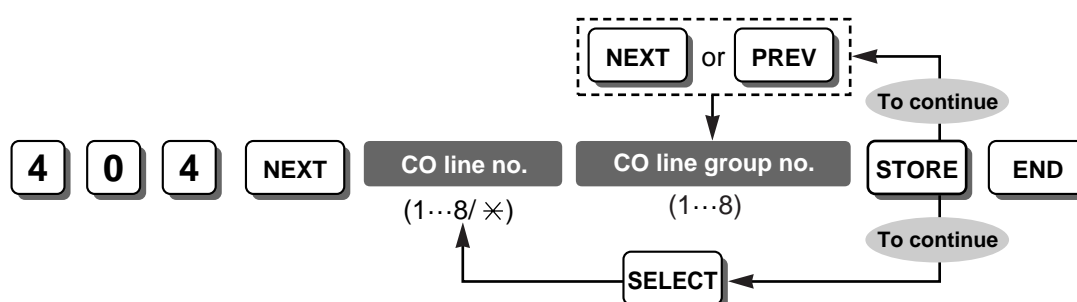 NEXT or PREV
To continue
4 0 4 NEXT CO line no. CO line group no. STORE END
(1···8/ ✳) (1···8)
To continue
SELECT